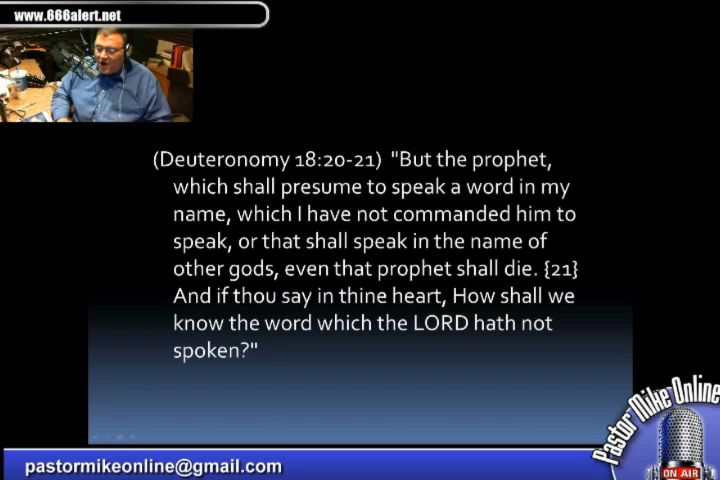 www.666alert.net
(Deuteronomy 18:20-21) "But the prophet,
which shall presume to speak a word in my
name, which I have not commanded him to
speak, or that shall speak in the name of
other gods, even that prophet shall die. {21}
And if thou say in thine heart, How shall we
know the word which the LORD hath not
spoken?"
Pastor Mike Online
ON AIR
pastormikeonline@gmail.com